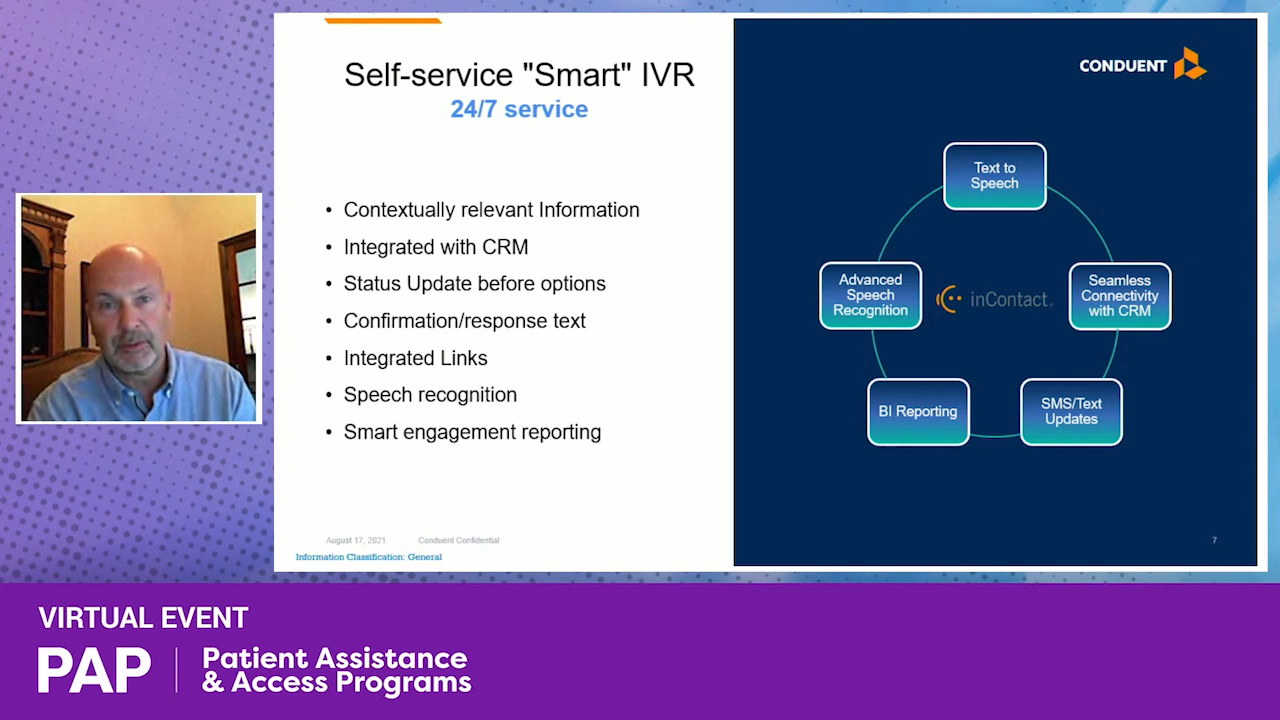 Self-service "Smart" IVR
24/7 service
• Contextually relevant Information
• Integrated with CRM
• Status Update before options
• Confirmation/response text
• Integrated Links
• Speech recognition
• Smart engagement reporting
August 17, 2021 Conduent Confidential
Information Classification: General
CONDUENT
Text to
Speech
Advanced
Speech
Recognition
inContact
Seamless
Connectivity
with CRM
BI Reporting
SMS/Text
Updates
7
VIRTUAL EVENT
PAP
Patient Assistance
& Access Programs